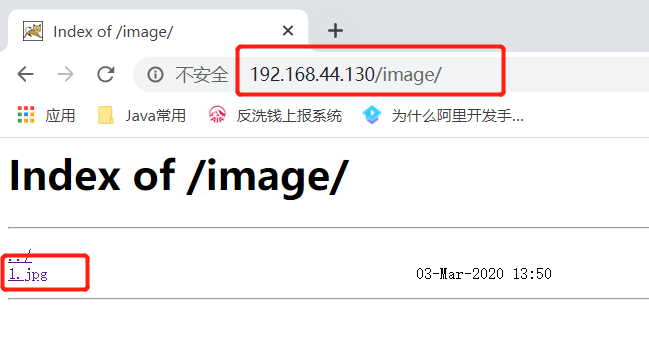 Index of /image/
不安全 192.168.44.130/image/
应用 Java常用 反洗钱上报系统 为什么阿里开发手...
Index of /image/
../
1.jpg 03-Mar-2020 13:50